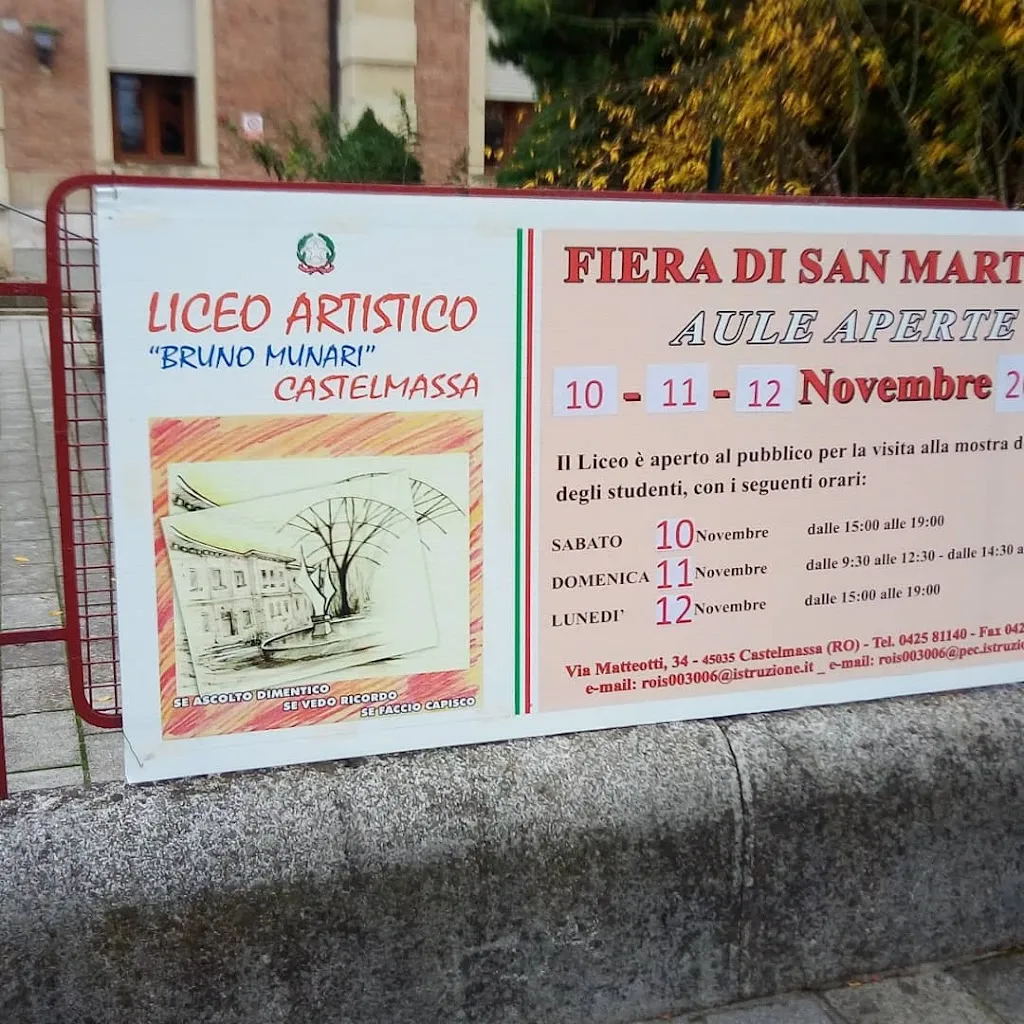 LICEO ARTISTICO
"BRUNO MUNARI"
CASTELMASSA
SE ASCOLTO DIMENTICO
SE VEDO RICORDO
SE FACCIO CAPISCO
FIERA DI SAN MART
AULE APERTE
10 - 11 - 12 Novembre 20
Il Liceo è aperto al pubblico per la visita alla mostra d
degli studenti, con i seguenti orari:
SABATO 10 Novembre dalle 15:00 alle 19:00
DOMENICA 11 Novembre dalle 9:30 alle 12:30 - dalle 14:30 a
LUNEDI' 12 Novembre dalle 15:00 alle 19:00
Via Matteotti, 34 - 45035 Castelmassa (RO) - Tel. 0425 81140 - Fax 042
e-mail: rois003006@istruzione.it _ e-mail: rois003006@pec.istruzio